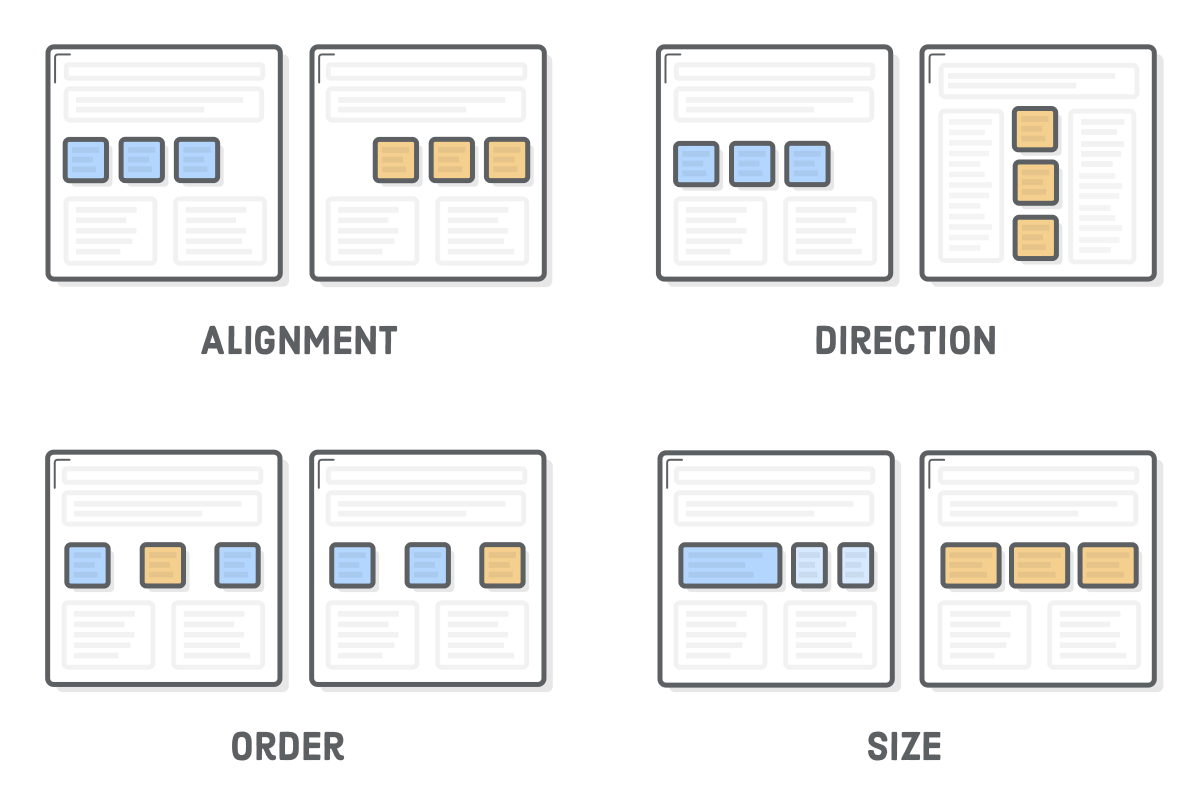 ALIGNMENT
DIRECTION
ORDER
SIZE